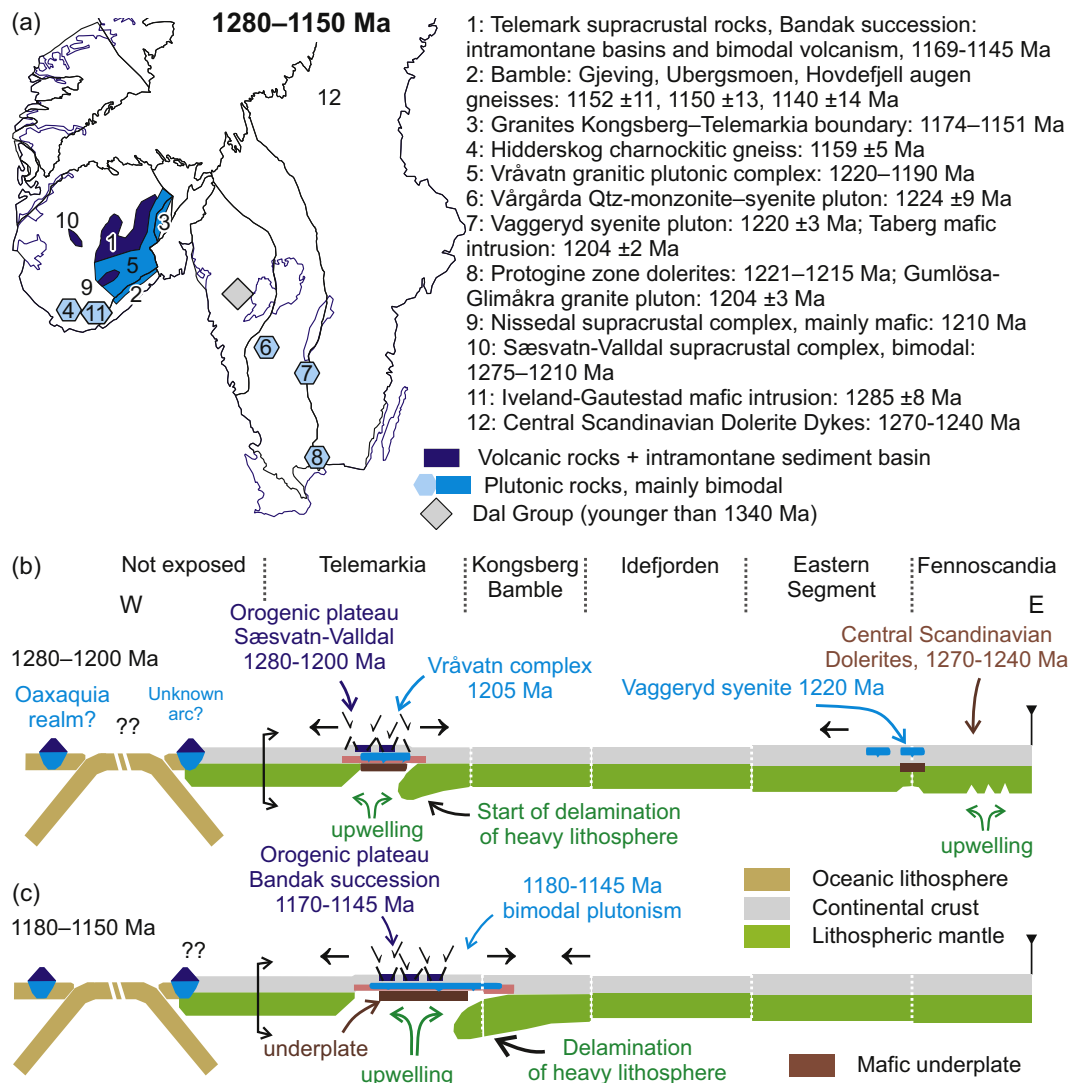 (a)
1280–1150 Ma
12
10
1
3
5
9
2
4
11
6
7
8
1: Telemark supracrustal rocks, Bandak succession:
intramontane basins and bimodal volcanism, 1169-1145 Ma
2: Bamble: Gjeving, Ubergsmoen, Hovdefjell augen
gneisses: 1152 ±11, 1150 ±13, 1140 ±14 Ma
3: Granites Kongsberg–Telemarkia boundary: 1174–1151 Ma
4: Hidderskog charnockitic gneiss: 1159 ±5 Ma
5: Vråvatn granitic plutonic complex: 1220–1190 Ma
6: Vårgårda Qtz-monzonite–syenite pluton: 1224 ±9 Ma
7: Vaggeryd syenite pluton: 1220 ±3 Ma; Taberg mafic
intrusion: 1204 ±2 Ma
8: Protogine zone dolerites: 1221–1215 Ma; Gumlösa-
Glimåkra granite pluton: 1204 ±3 Ma
9: Nissedal supracrustal complex, mainly mafic: 1210 Ma
10: Sæsvatn-Valldal supracrustal complex, bimodal:
1275–1210 Ma
11: Iveland-Gautestad mafic intrusion: 1285 ±8 Ma
12: Central Scandinavian Dolerite Dykes: 1270-1240 Ma
Volcanic rocks + intramontane sediment basin
Plutonic rocks, mainly bimodal
Dal Group (younger than 1340 Ma)
(b)
Not exposed
Telemarkia
Kongsberg
Bamble
Idefjorden
Eastern
Segment
Fennoscandia
W
E
1280–1200 Ma
Orogenic plateau
Sæsvatn-Valldal
1280-1200 Ma
Vråvatn complex
1205 Ma
Vaggeryd syenite 1220 Ma
Central Scandinavian
Dolerites, 1270-1240 Ma
Oaxaquia
realm?
??
Unknown
arc?
upwelling
Start of delamination
of heavy lithosphere
upwelling
(c)
1180–1150 Ma
??
Orogenic plateau
Bandak succession
1170-1145 Ma
1180-1145 Ma
bimodal plutonism
Oceanic lithosphere
Continental crust
Lithospheric mantle
underplate
upwelling
Delamination
of heavy lithosphere
Mafic underplate